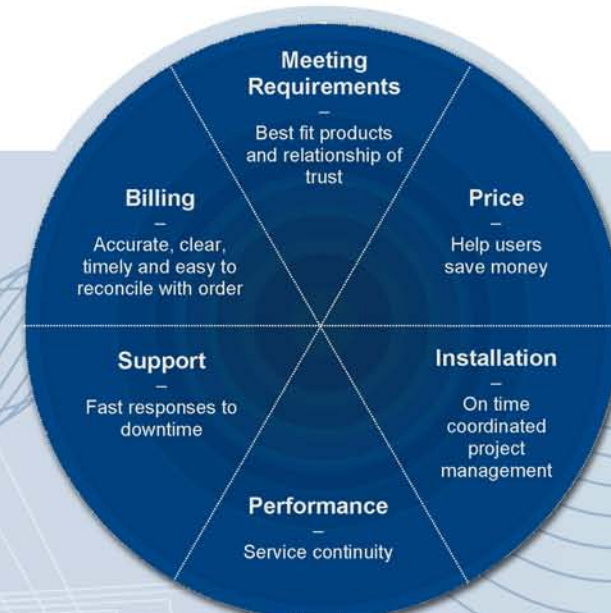 Meeting
Requirements
–
Best fit products
and relationship of
trust
Price
–
Help users
save money
Installation
–
On time
coordinated
project
management
Performance
–
Service continuity
Support
–
Fast responses to
downtime
Billing
–
Accurate, clear,
timely and easy to
reconcile with order